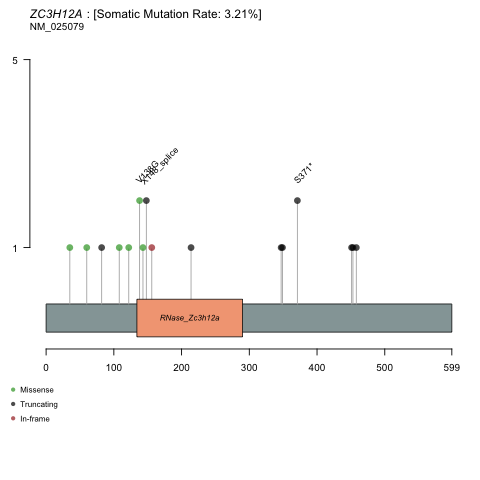 ZC3H12A : [Somatic Mutation Rate: 3.21%]
NM_025079
5
V138G
X148_splice
S371*
1
RNase_Zc3h12a
0 100 200 300 400 500 599
Missense
Truncating
In-frame